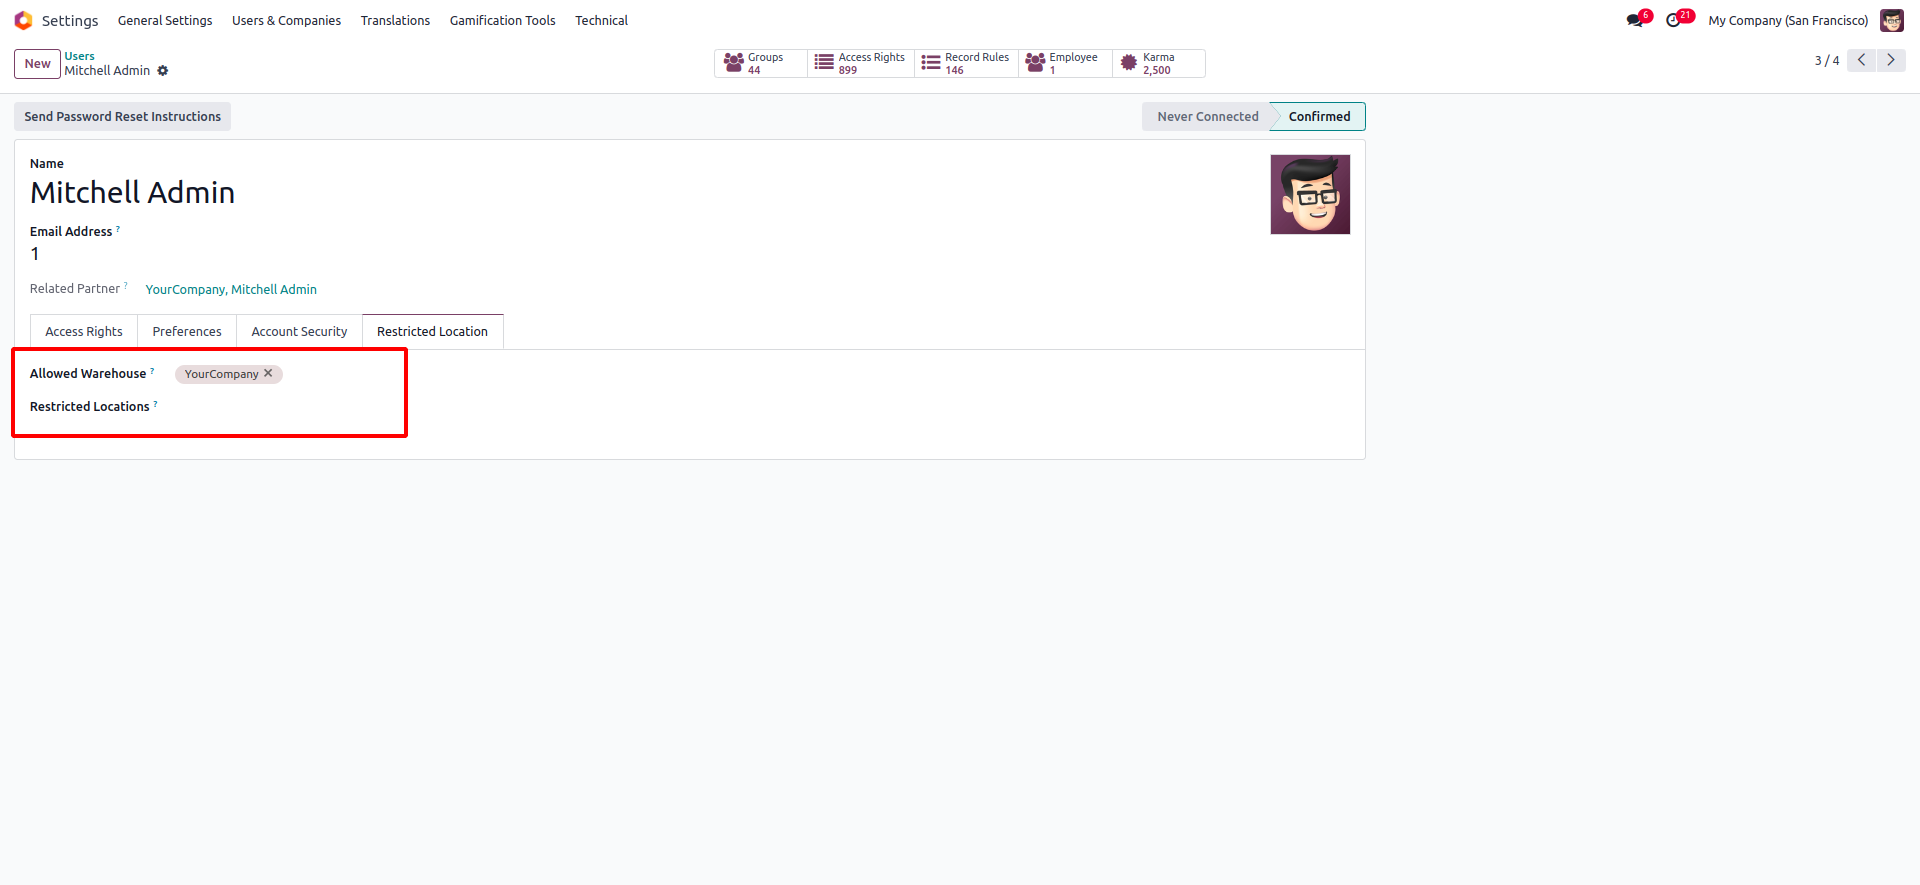 Settings General Settings Users & Companies Translations Gamification Tools Technical 6 21 My Company (San Francisco)
New Users
Mitchell Admin
Groups 44 Access Rights 899 Record Rules 146 Employee 1 Karma 2,500
3 / 4
Send Password Reset Instructions Never Connected Confirmed
Name
Mitchell Admin
Email Address ?
1
Related Partner ? YourCompany, Mitchell Admin
Access Rights Preferences Account Security Restricted Location
Allowed Warehouse ? YourCompany ✕
Restricted Locations ?